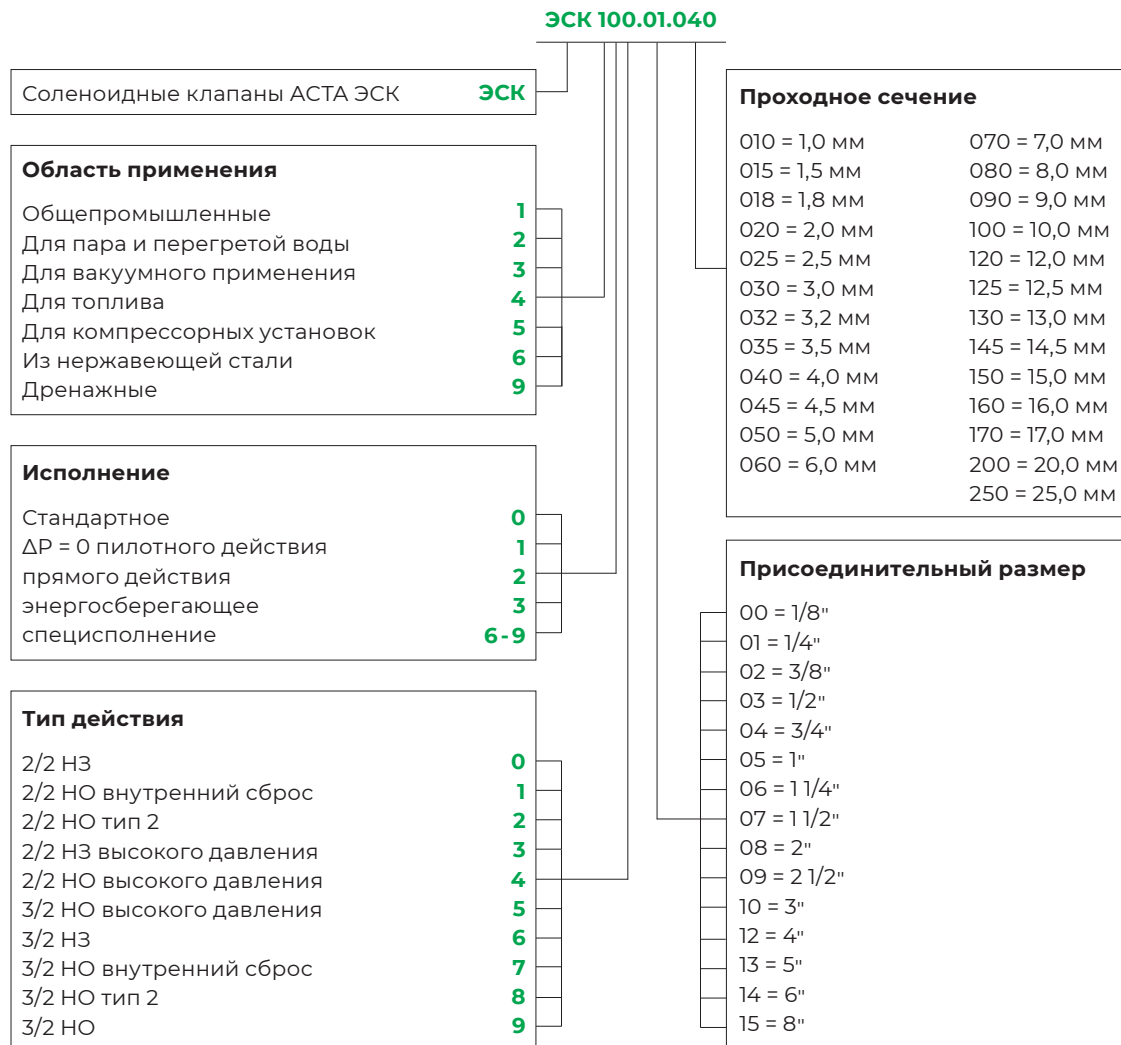 ЭСК 100.01.040
Соленоидные клапаны АСТА ЭСК ЭСК
Область применения
Общепромышленные 1
Для пара и перегретой воды 2
Для вакуумного применения 3
Для топлива 4
Для компрессорных установок 5
Из нержавеющей стали 6
Дренажные 9
Исполнение
Стандартное 0
ΔP = 0 пилотного действия 1
прямого действия 2
энергосберегающее 3
специсполнение 6-9
Тип действия
2/2 НЗ 0
2/2 НО внутренний сброс 1
2/2 НО тип 2 2
2/2 НЗ высокого давления 3
2/2 НО высокого давления 4
3/2 НО высокого давления 5
3/2 НЗ 6
3/2 НО внутренний сброс 7
3/2 НО тип 2 8
3/2 НО 9
Проходное сечение
010 = 1,0 мм 070 = 7,0 мм
015 = 1,5 мм 080 = 8,0 мм
018 = 1,8 мм 090 = 9,0 мм
020 = 2,0 мм 100 = 10,0 мм
025 = 2,5 мм 120 = 12,0 мм
030 = 3,0 мм 125 = 12,5 мм
032 = 3,2 мм 130 = 13,0 мм
035 = 3,5 мм 145 = 14,5 мм
040 = 4,0 мм 150 = 15,0 мм
045 = 4,5 мм 160 = 16,0 мм
050 = 5,0 мм 170 = 17,0 мм
060 = 6,0 мм 200 = 20,0 мм
250 = 25,0 мм
Присоединительный размер
00 = 1/8"
01 = 1/4"
02 = 3/8"
03 = 1/2"
04 = 3/4"
05 = 1"
06 = 1 1/4"
07 = 1 1/2"
08 = 2"
09 = 2 1/2"
10 = 3"
12 = 4"
13 = 5"
14 = 6"
15 = 8"